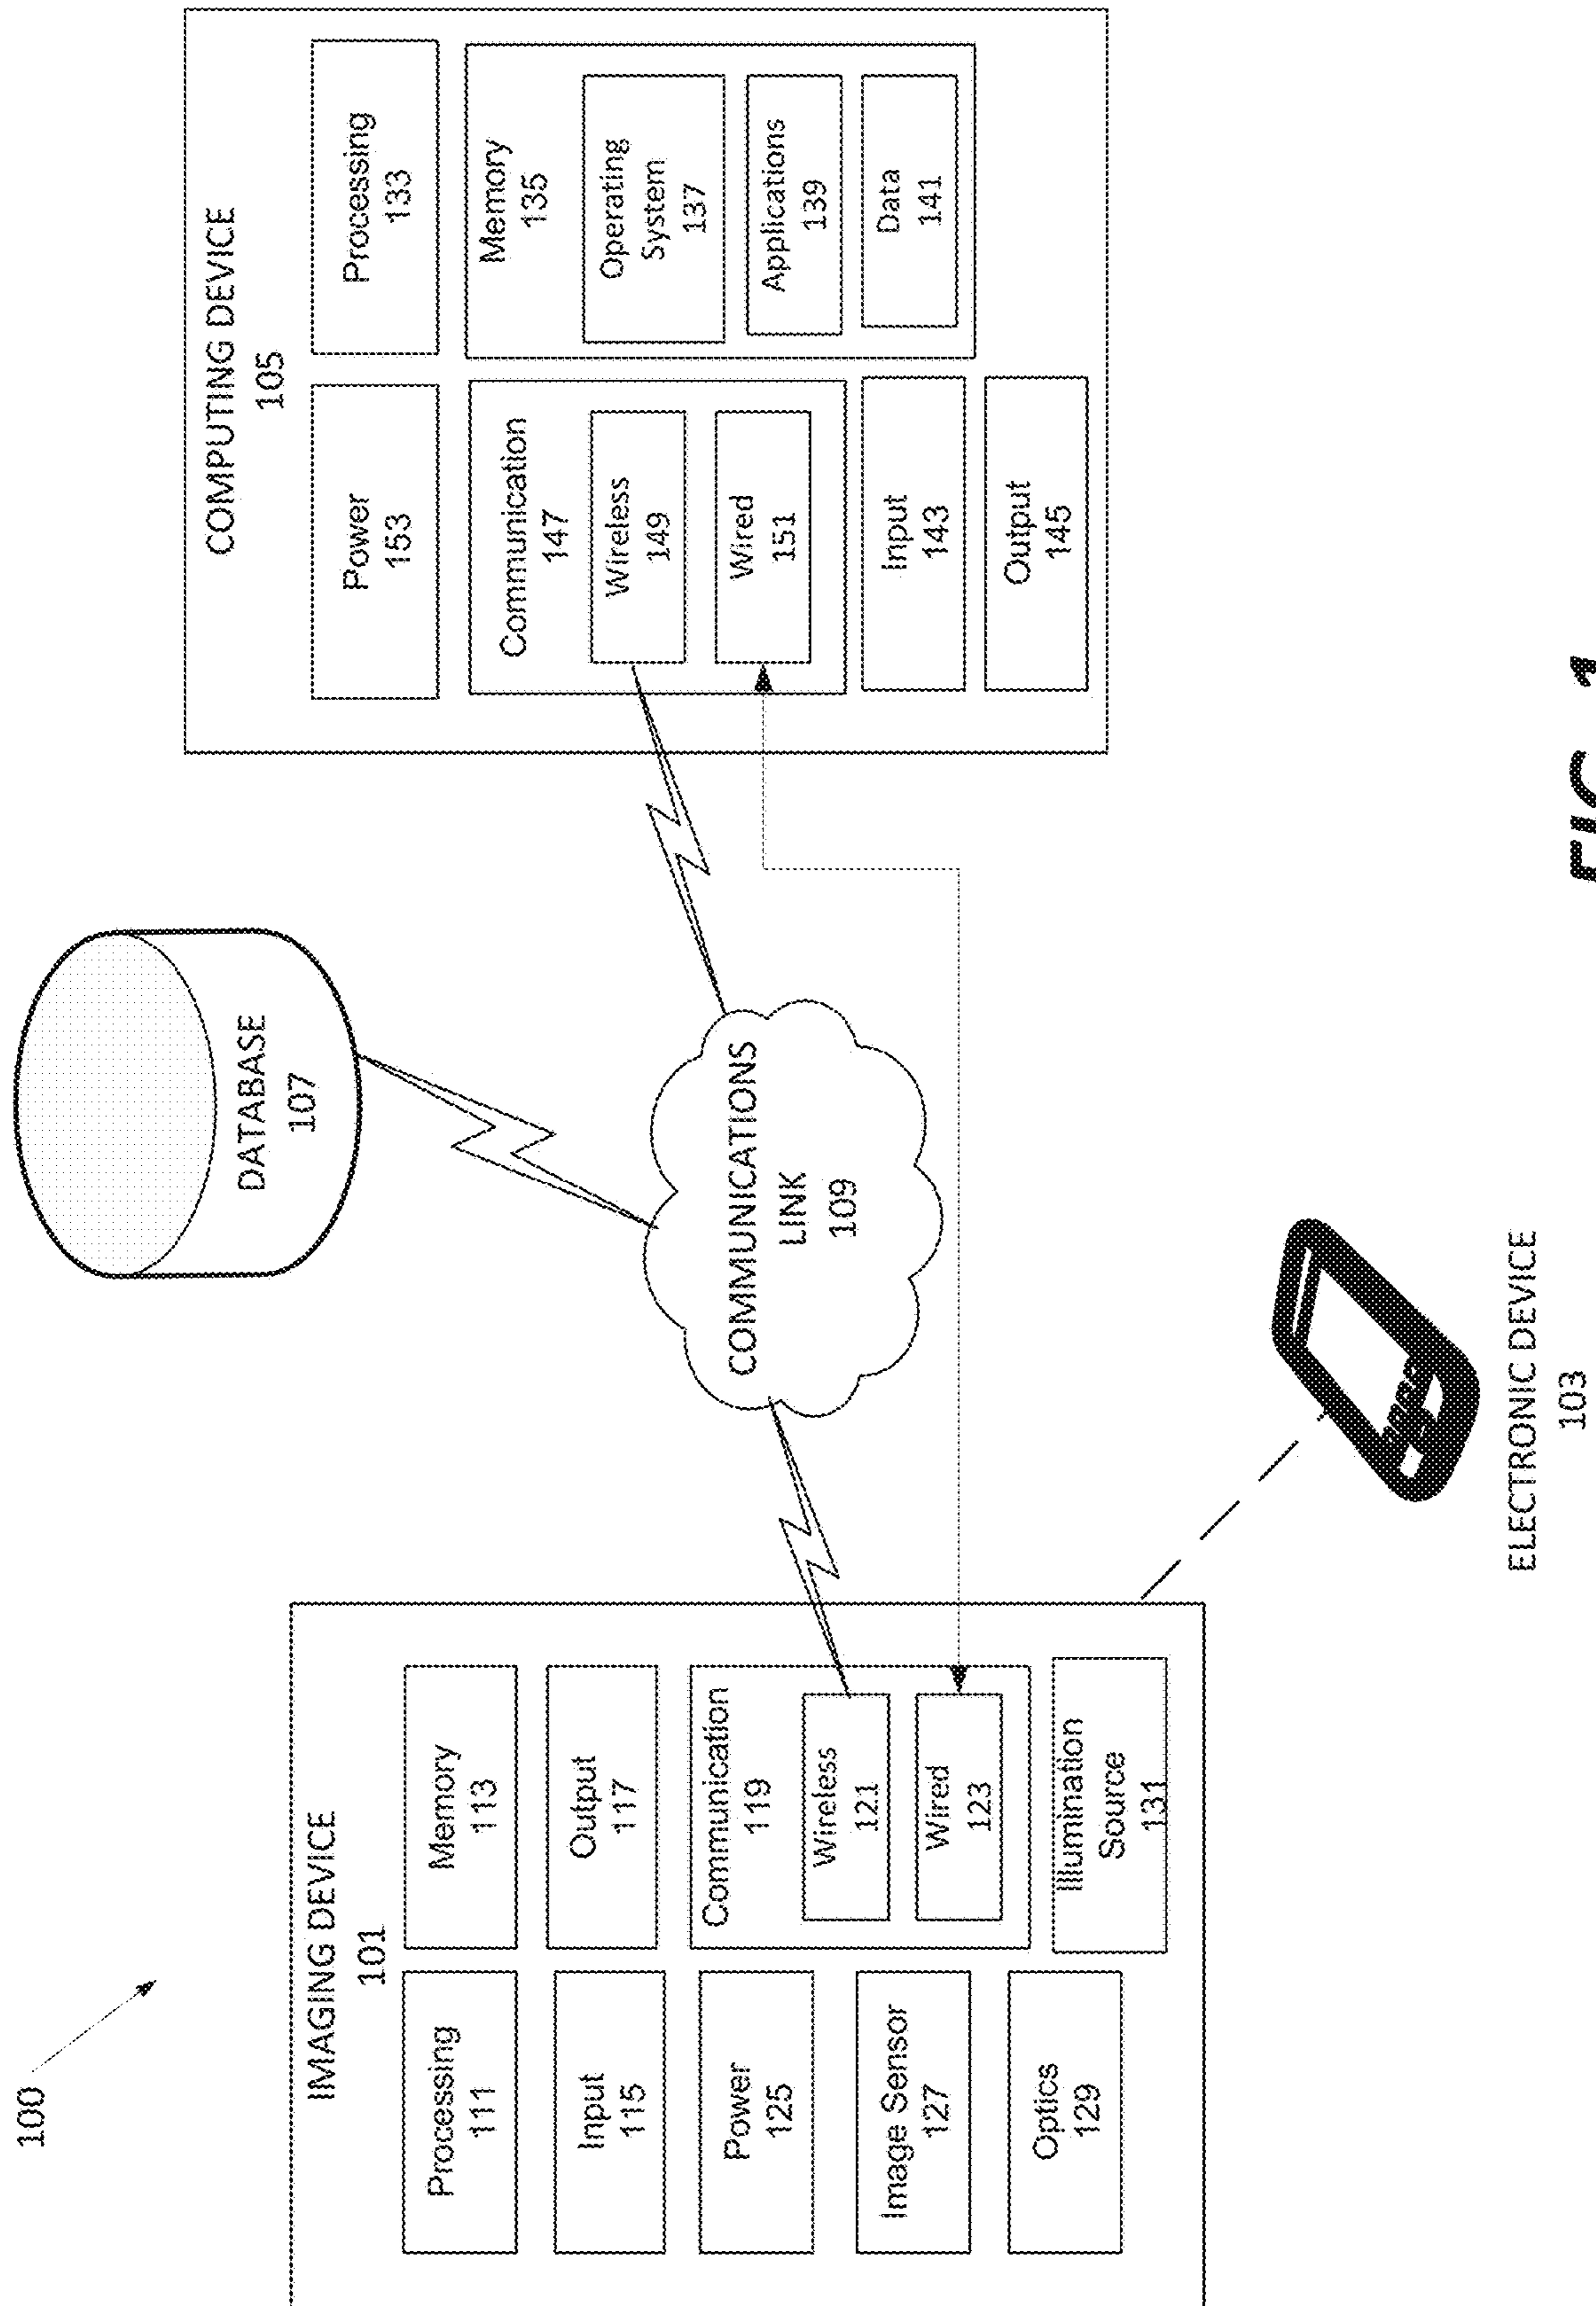 100
IMAGING DEVICE
101
Processing
111
Memory
113
Input
115
Output
117
Power
125
Communication
119
Wireless
121
Wired
123
Image Sensor
127
Optics
129
Illumination
Source
131
DATABASE
107
COMMUNICATIONS
LINK
109
ELECTRONIC DEVICE
103
COMPUTING DEVICE
105
Power
153
Processing
133
Communication
147
Wireless
149
Wired
151
Memory
135
Operating
System
137
Applications
139
Data
141
Input
143
Output
145
FIG. 1